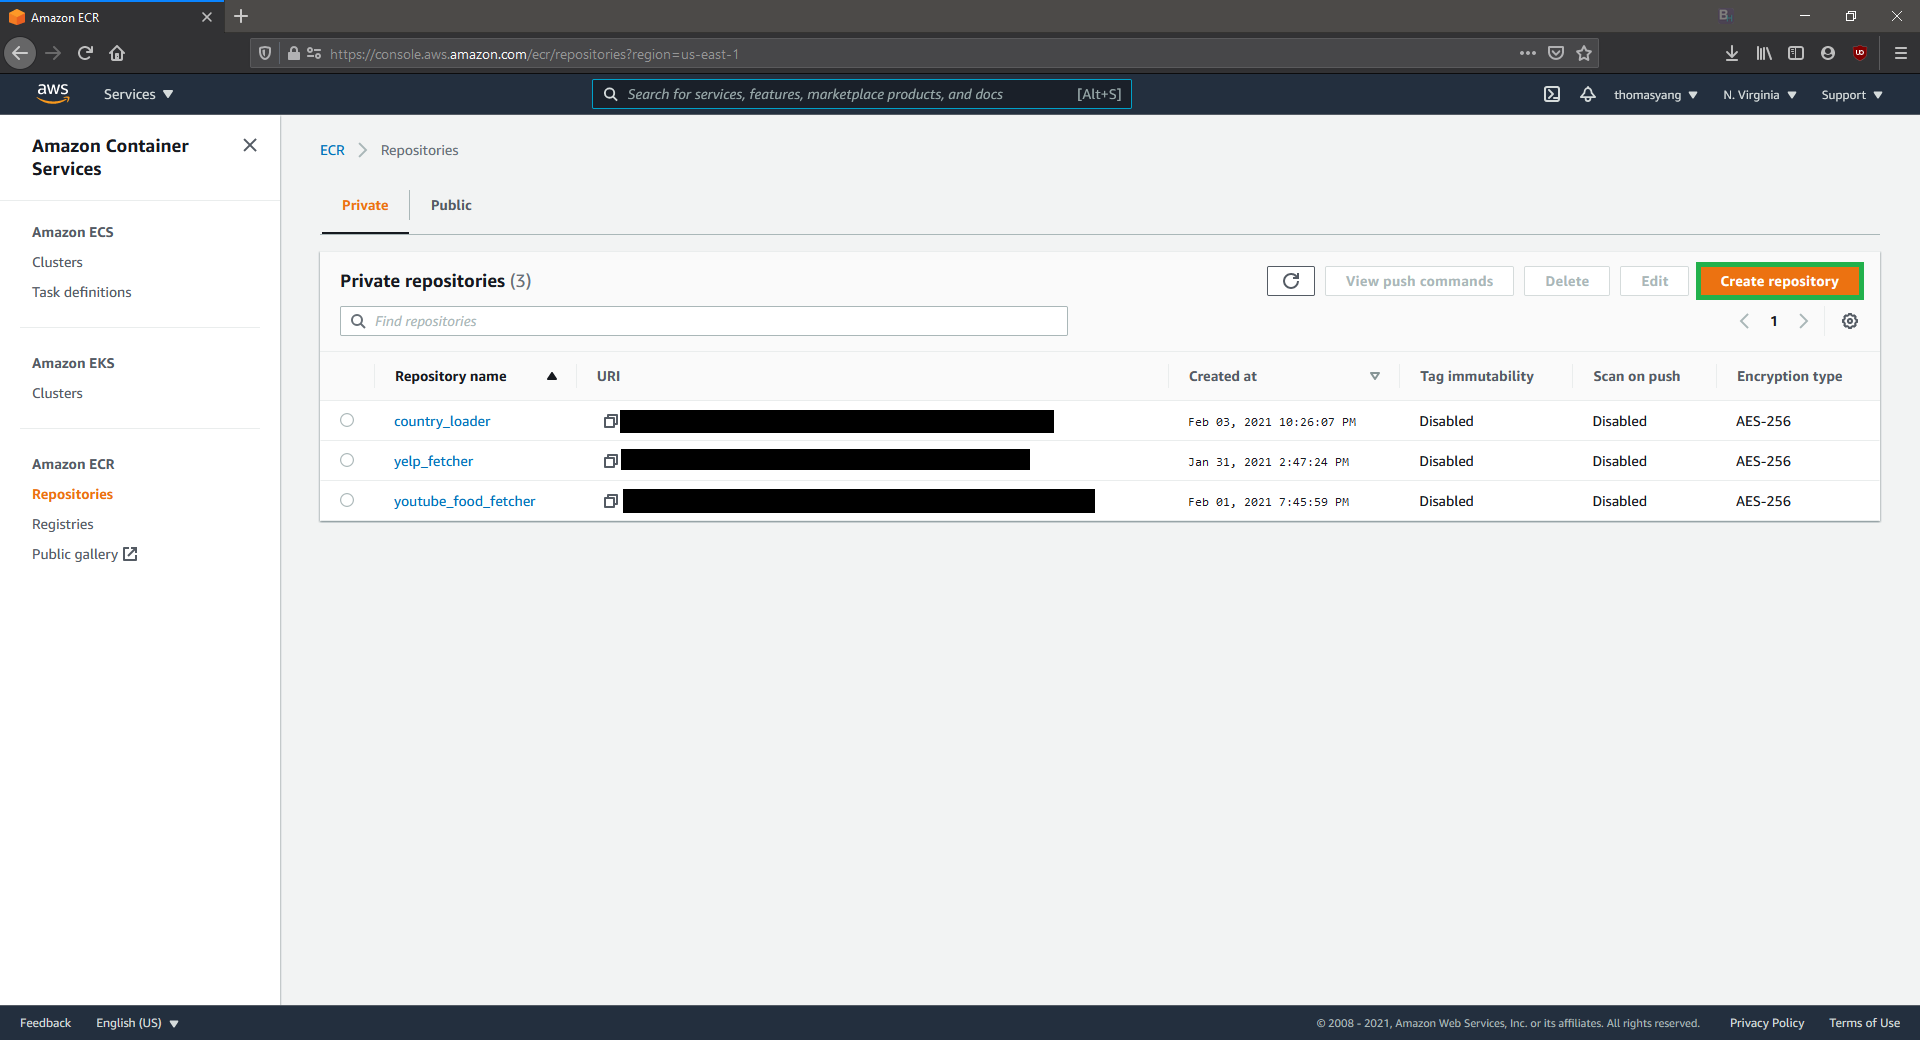 Amazon ECR
https://console.aws.amazon.com/ecr/repositories?region=us-east-1
aws Services Search for services, features, marketplace products, and docs [Alt+S] thomasyang N. Virginia Support
Amazon Container
Services
Amazon ECS
Clusters
Task definitions
Amazon EKS
Clusters
Amazon ECR
Repositories
Registries
Public gallery
ECR Repositories
Private Public
Private repositories (3) View push commands Delete Edit Create repository
Find repositories 1
Repository name URI Created at Tag immutability Scan on push Encryption type
country_loader Feb 03, 2021 10:26:07 PM Disabled Disabled AES-256
yelp_fetcher Jan 31, 2021 2:47:24 PM Disabled Disabled AES-256
youtube_food_fetcher Feb 01, 2021 7:45:59 PM Disabled Disabled AES-256
Feedback English (US) © 2008 - 2021, Amazon Web Services, Inc. or its affiliates. All rights reserved. Privacy Policy Terms of Use